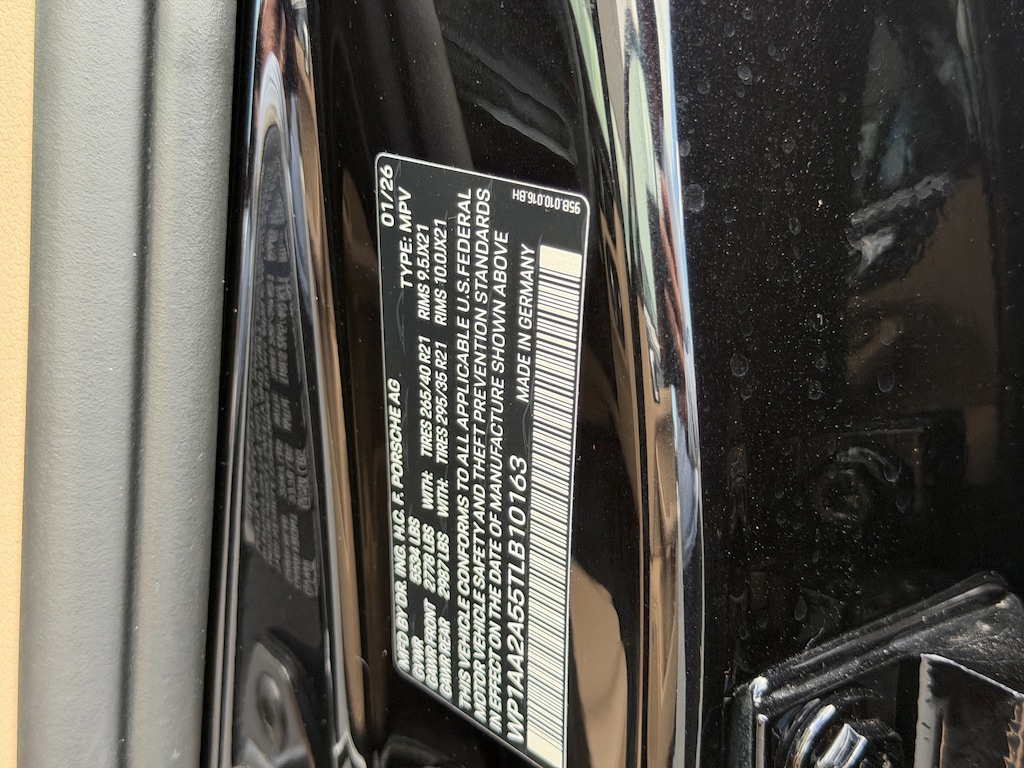 MFD BY DR. ING. H.C. F. PORSCHE AG 01/26
TYPE: MPV
GVWR 5534 LBS WITH: TIRES 265/40 R21 RIMS 9.5JX21
GAWR FRONT 2778 LBS WITH: TIRES 295/35 R21 RIMS 10.0JX21
GAWR REAR 2987 LBS
THIS VEHICLE CONFORMS TO ALL APPLICABLE U.S. FEDERAL
MOTOR VEHICLE SAFETY AND THEFT PREVENTION STANDARDS
IN EFFECT ON THE DATE OF MANUFACTURE SHOWN ABOVE
WP1AA2A55TLB10163 MADE IN GERMANY
95B.010.016.BH